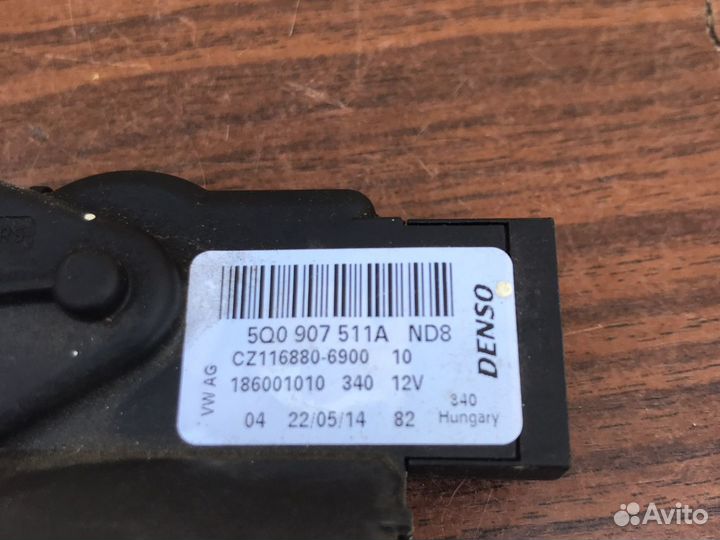 5Q0 907 511A ND8
CZ116880-6900 10
186001010 340 12V
04 22/05/14 82
340
Hungary
VW AG
DENSO
Avito